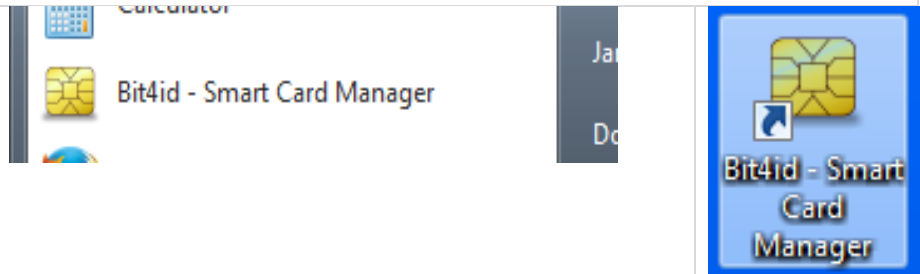 Calculator
Bit4id - Smart Card Manager
Bit4id - Smart
Card
Manager